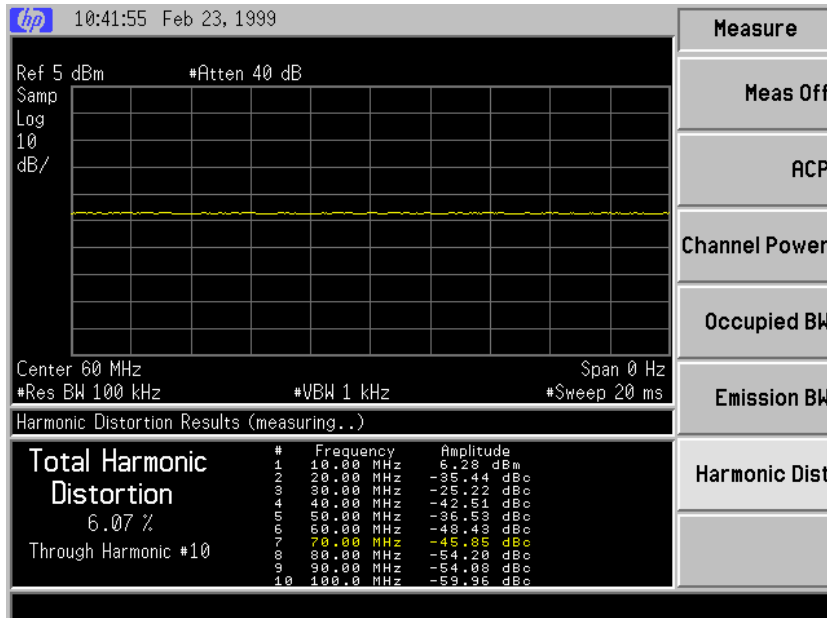 hp 10:41:55 Feb 23, 1999
Ref 5 dBm #Atten 40 dB
Samp
Log
10
dB/
Center 60 MHz Span 0 Hz
#Res BW 100 kHz #VBW 1 kHz #Sweep 20 ms
Harmonic Distortion Results (measuring..)
Total Harmonic
Distortion
6.07 %
Through Harmonic #10
# Frequency Amplitude
1 10.00 MHz 6.28 dBm
2 20.00 MHz -35.44 dBc
3 30.00 MHz -25.22 dBc
4 40.00 MHz -42.51 dBc
5 50.00 MHz -36.53 dBc
6 60.00 MHz -48.43 dBc
7 70.00 MHz -45.85 dBc
8 80.00 MHz -54.20 dBc
9 90.00 MHz -54.08 dBc
10 100.0 MHz -59.96 dBc
Measure
Meas Off
ACP
Channel Power
Occupied BW
Emission BW
Harmonic Dist